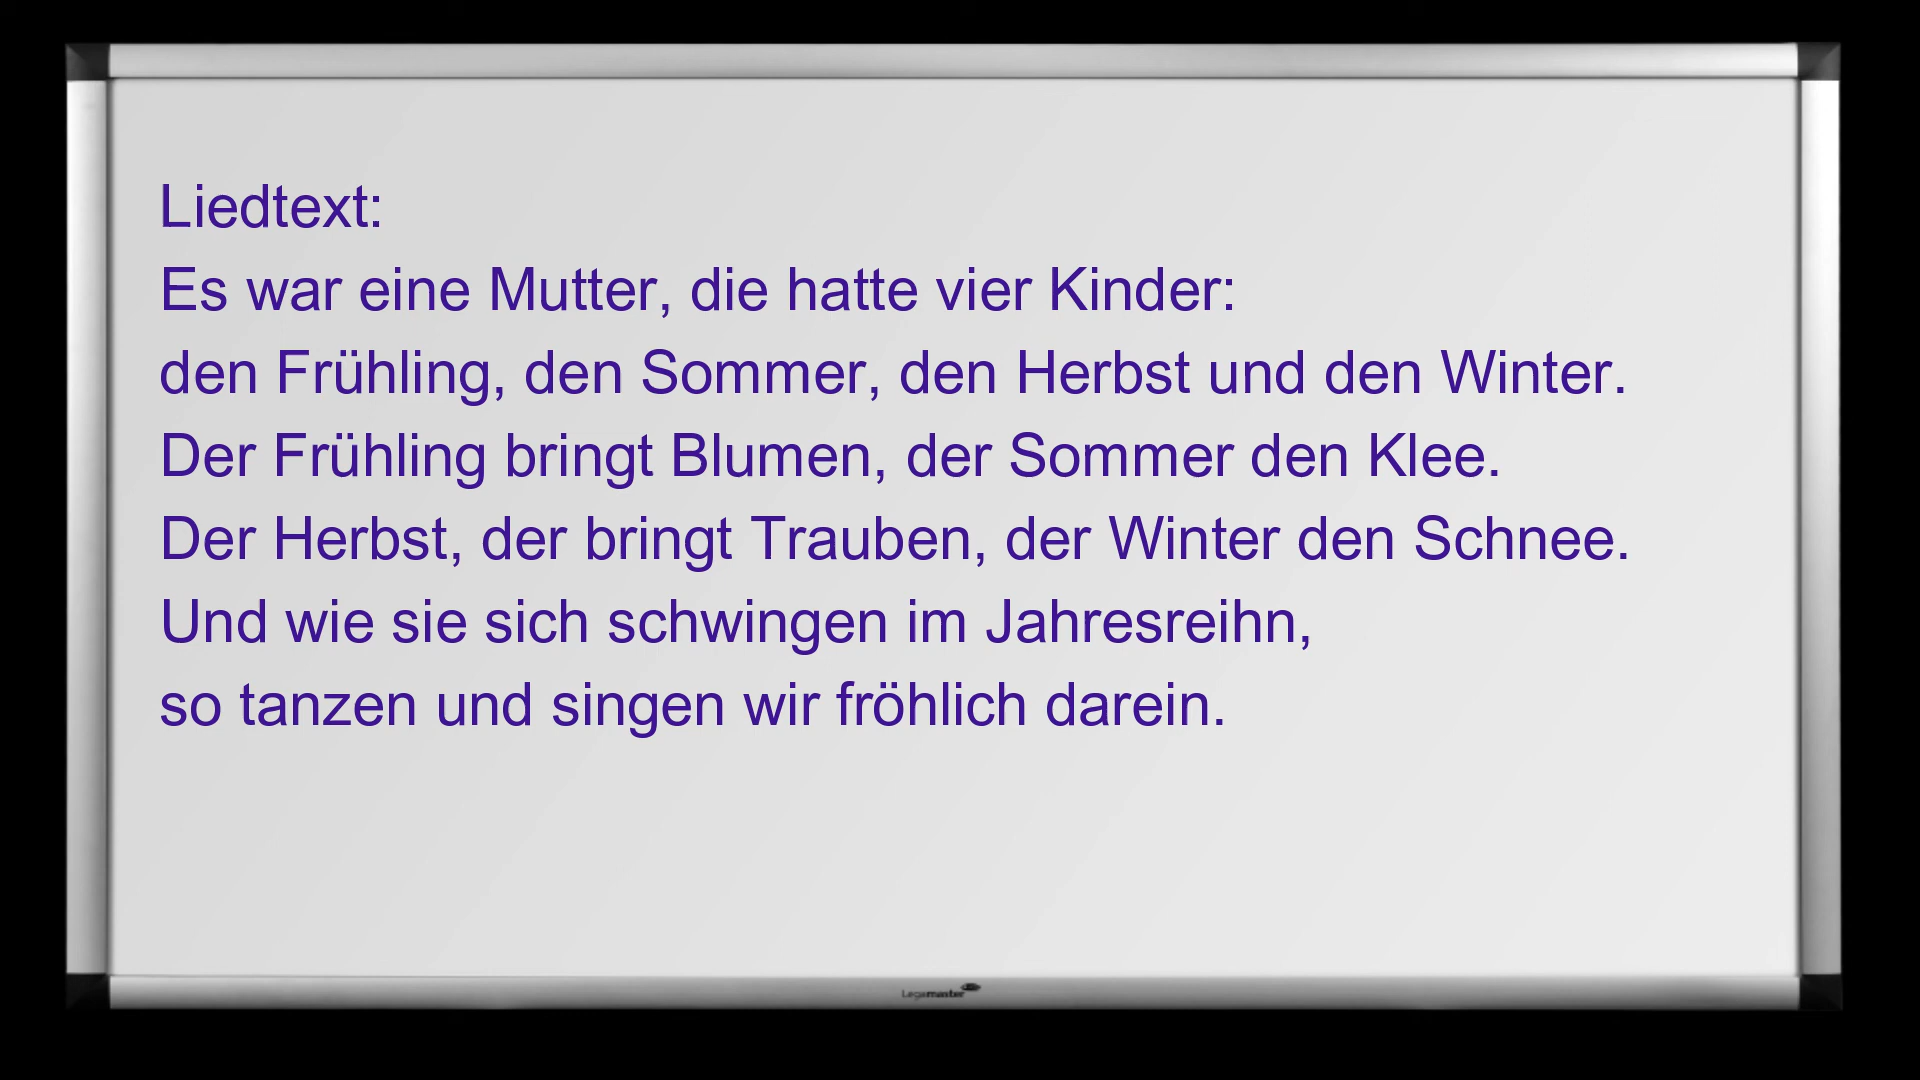 Liedtext:
Es war eine Mutter, die hatte vier Kinder:
den Frühling, den Sommer, den Herbst und den Winter.
Der Frühling bringt Blumen, der Sommer den Klee.
Der Herbst, der bringt Trauben, der Winter den Schnee.
Und wie sie sich schwingen im Jahresreihn,
so tanzen und singen wir fröhlich darein.
Legamaster